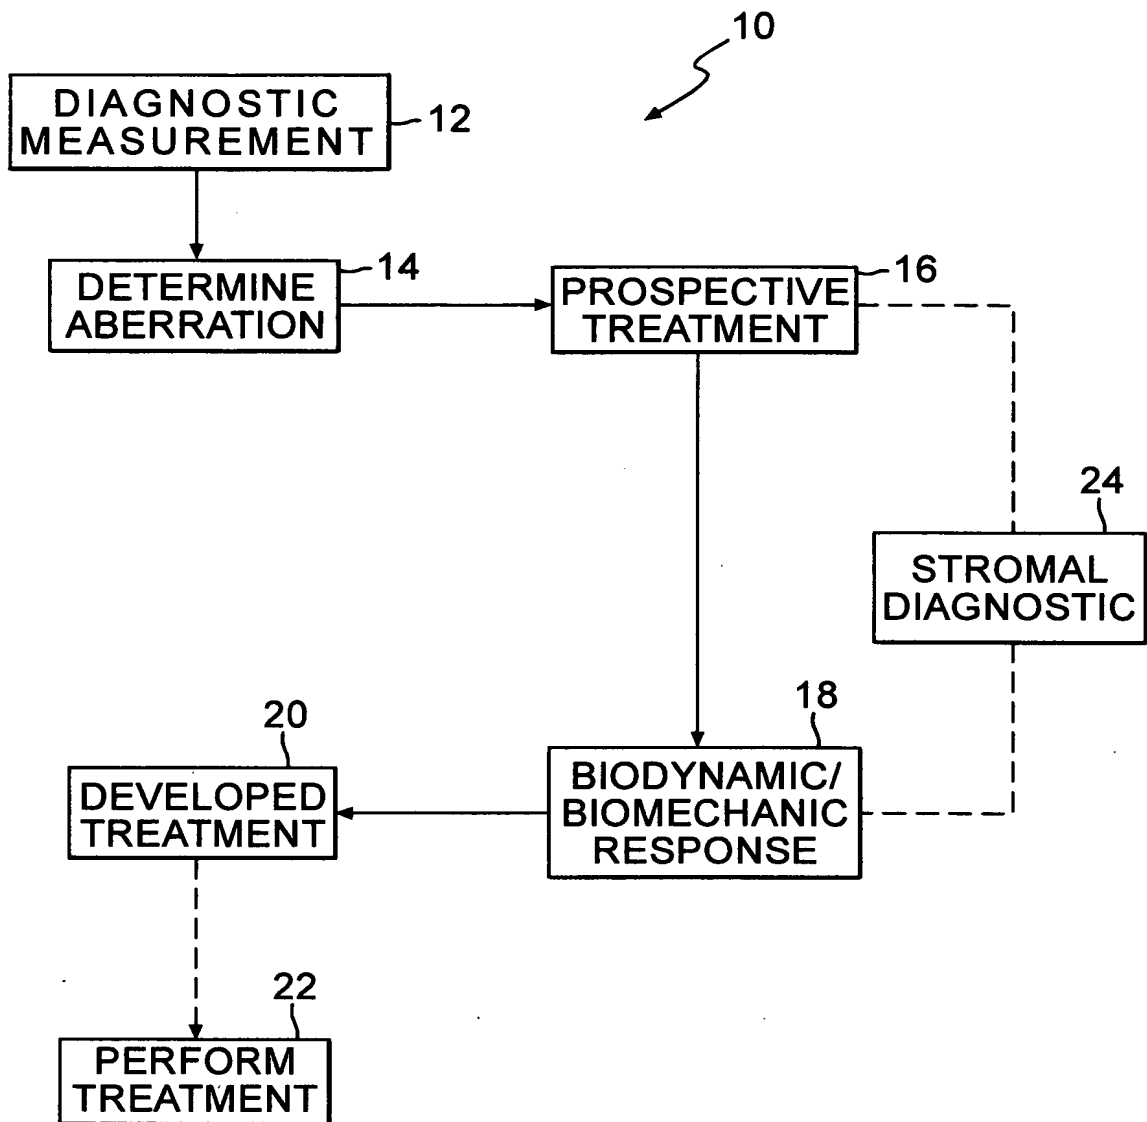 10
DIAGNOSTIC
MEASUREMENT
12
DETERMINE
ABERRATION
14
PROSPECTIVE
TREATMENT
16
24
STROMAL
DIAGNOSTIC
18
BIODYNAMIC/
BIOMECHANIC
RESPONSE
20
DEVELOPED
TREATMENT
22
PERFORM
TREATMENT